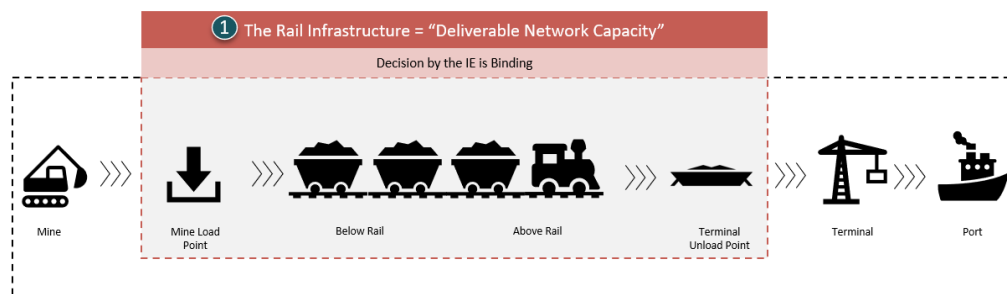 1 The Rail Infrastructure = “Deliverable Network Capacity”
Decision by the IE is Binding
Mine
Mine Load
Point
Below Rail
Above Rail
Terminal
Unload Point
Terminal
Port